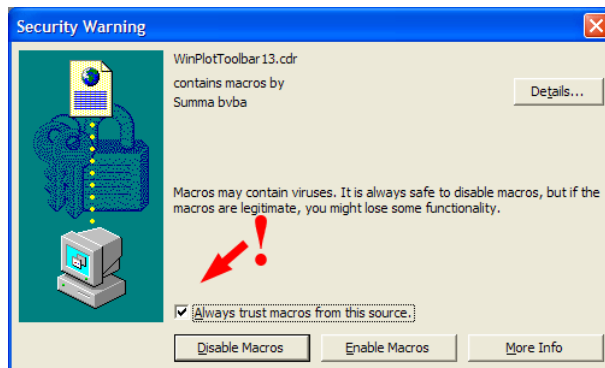 Security Warning
WinPlotToolbar13.cdr
contains macros by
Summa bvba
Details...
Macros may contain viruses. It is always safe to disable macros, but if the
macros are legitimate, you might lose some functionality.
!
Always trust macros from this source.
Disable Macros
Enable Macros
More Info